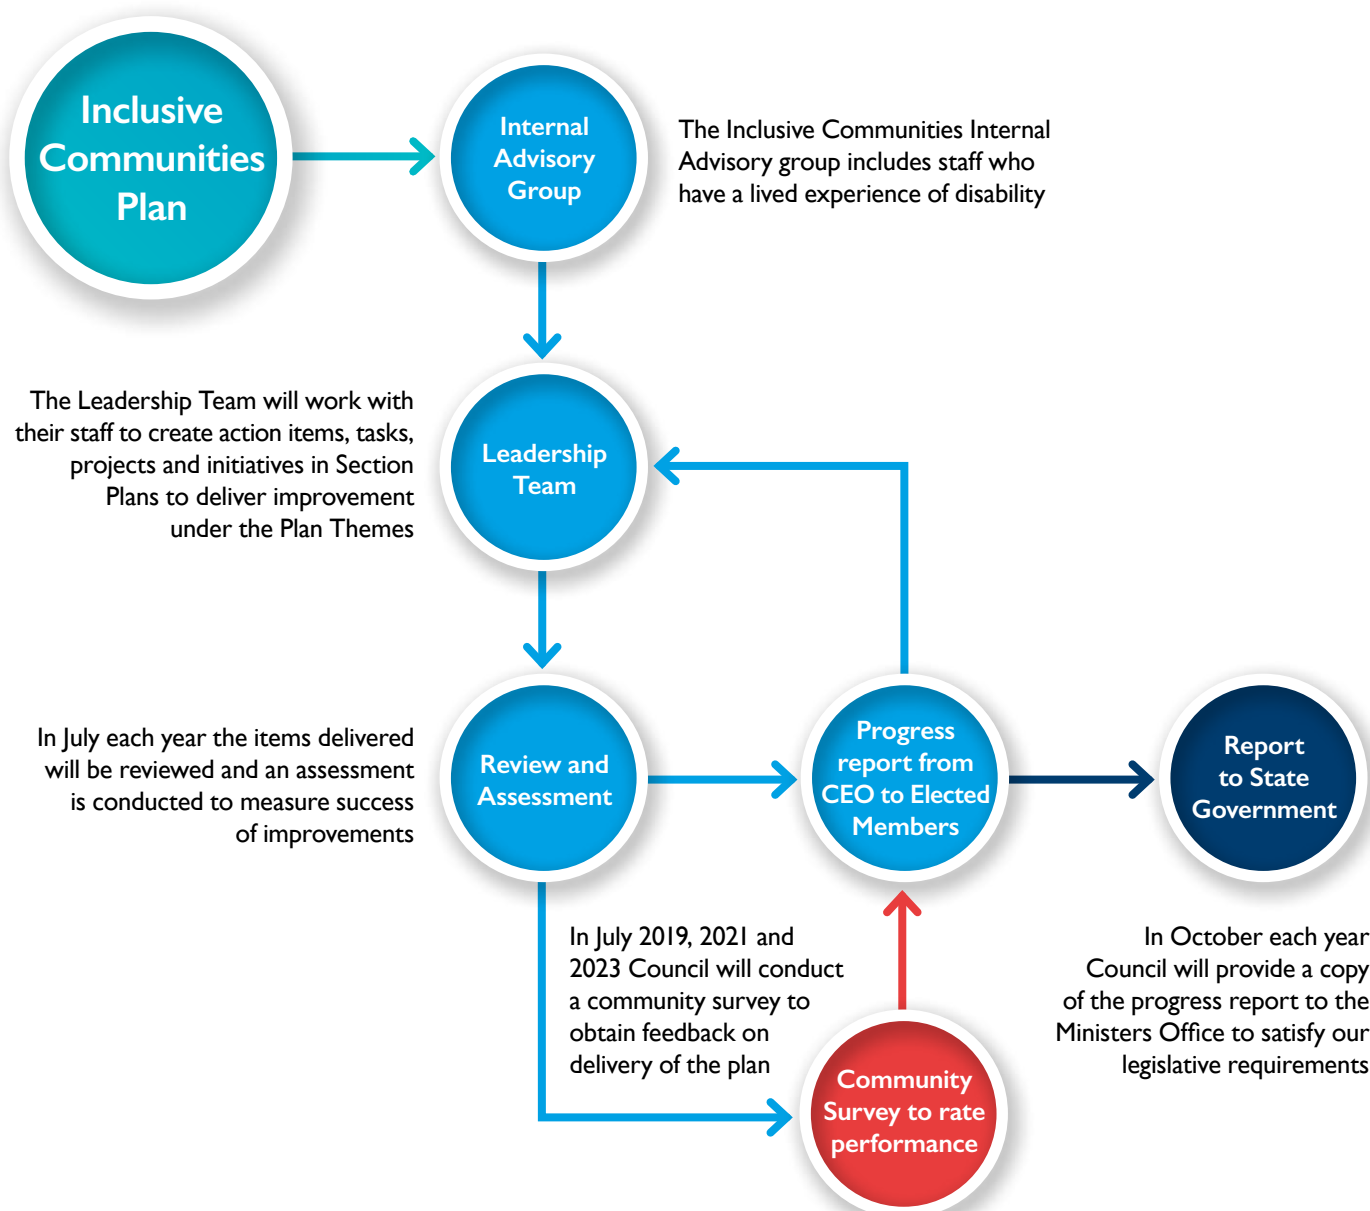 Inclusive
Communities
Plan
Internal
Advisory
Group
The Inclusive Communities Internal
Advisory group includes staff who
have a lived experience of disability
The Leadership Team will work with
their staff to create action items, tasks,
projects and initiatives in Section
Plans to deliver improvement
under the Plan Themes
Leadership
Team
In July each year the items delivered
will be reviewed and an assessment
is conducted to measure success
of improvements
Review and
Assessment
Progress
report from
CEO to Elected
Members
Report
to State
Government
In July 2019, 2021 and
2023 Council will conduct
a community survey to
obtain feedback on
delivery of the plan
In October each year
Council will provide a copy
of the progress report to the
Ministers Office to satisfy our
legislative requirements
Community
Survey to rate
performance